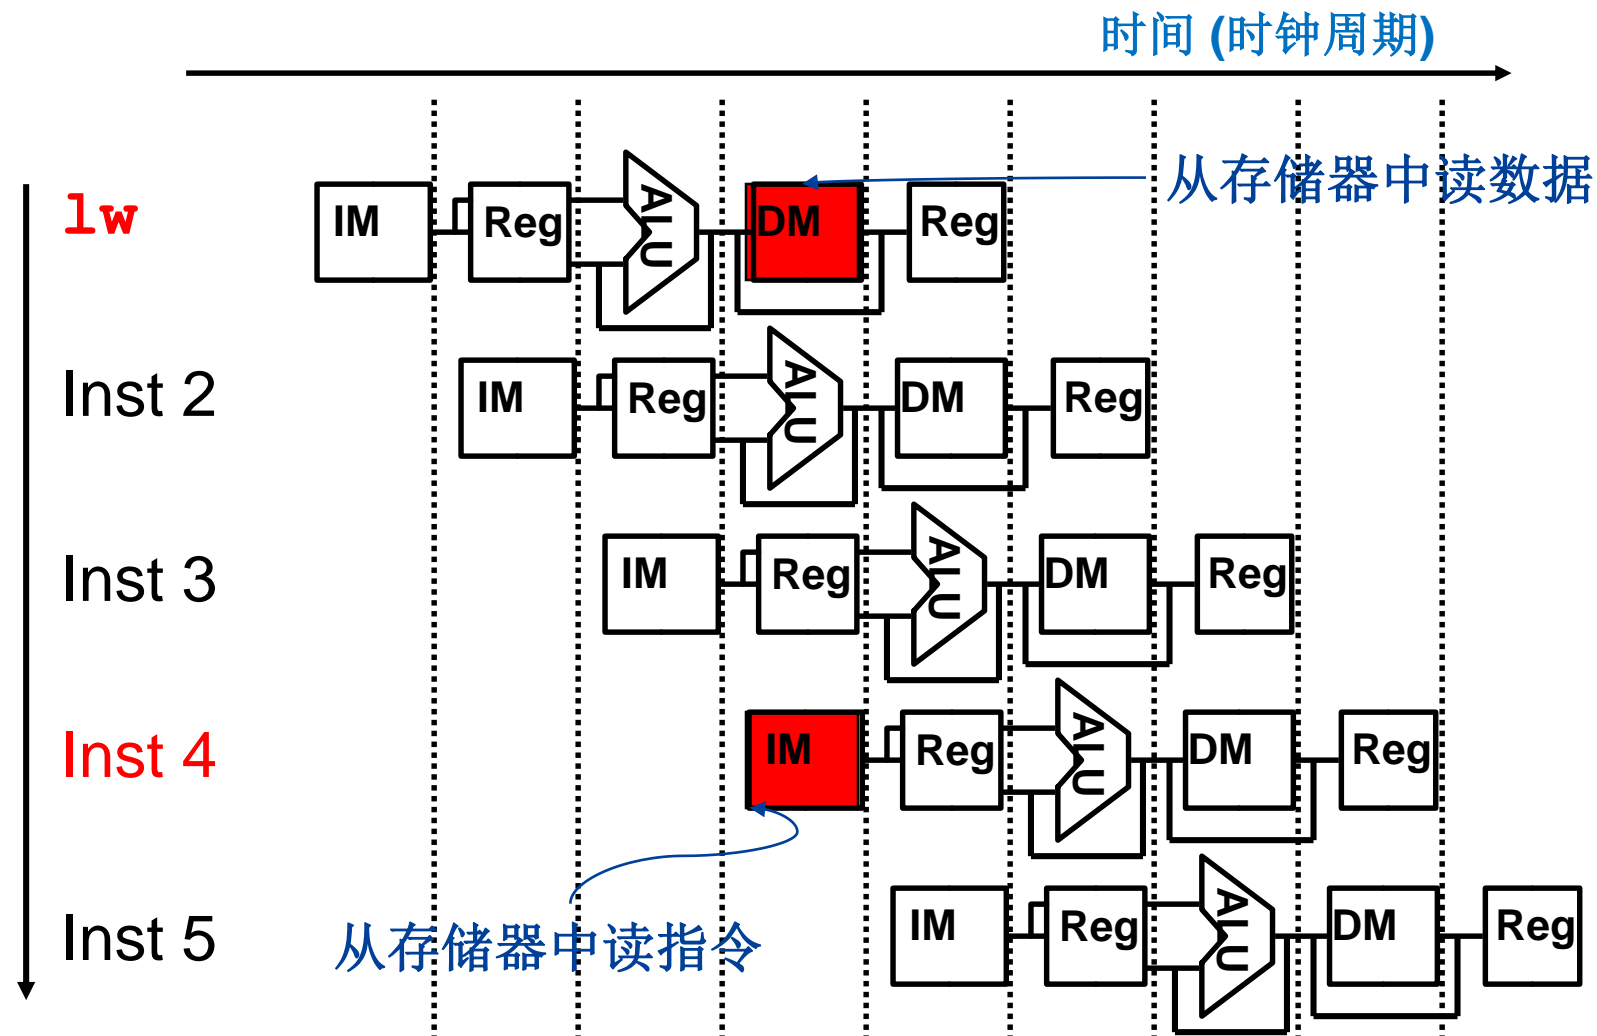 时间 (时钟周期)
从存储器中读数据
lw IM Reg ALU DM Reg
Inst 2 IM Reg ALU DM Reg
Inst 3 IM Reg ALU DM Reg
Inst 4 IM Reg ALU DM Reg
Inst 5 IM Reg ALU DM Reg
从存储器中读指令